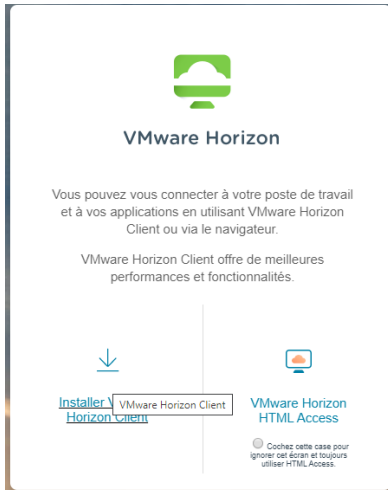 VMware Horizon
Vous pouvez vous connecter à votre poste de travail
et à vos applications en utilisant VMware Horizon
Client ou via le navigateur.
VMware Horizon Client offre de meilleures
performances et fonctionnalités.
Installer V
Horizon Client
VMware Horizon Client
VMware Horizon
HTML Access
Cochez cette case pour
ignorer cet écran et toujours
utiliser HTML Access.